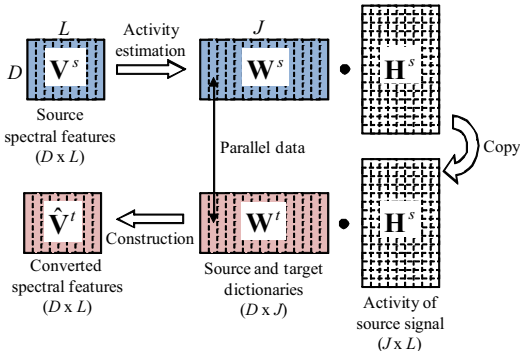 L
Activity
estimation
J
D
V^s
W^s
•
H^s
Source
spectral features
(D x L)
Parallel data
Copy
V̂^t
Construction
W^t
•
H^s
Converted
spectral features
(D x L)
Source and target
dictionaries
(D x J)
Activity of
source signal
(J x L)